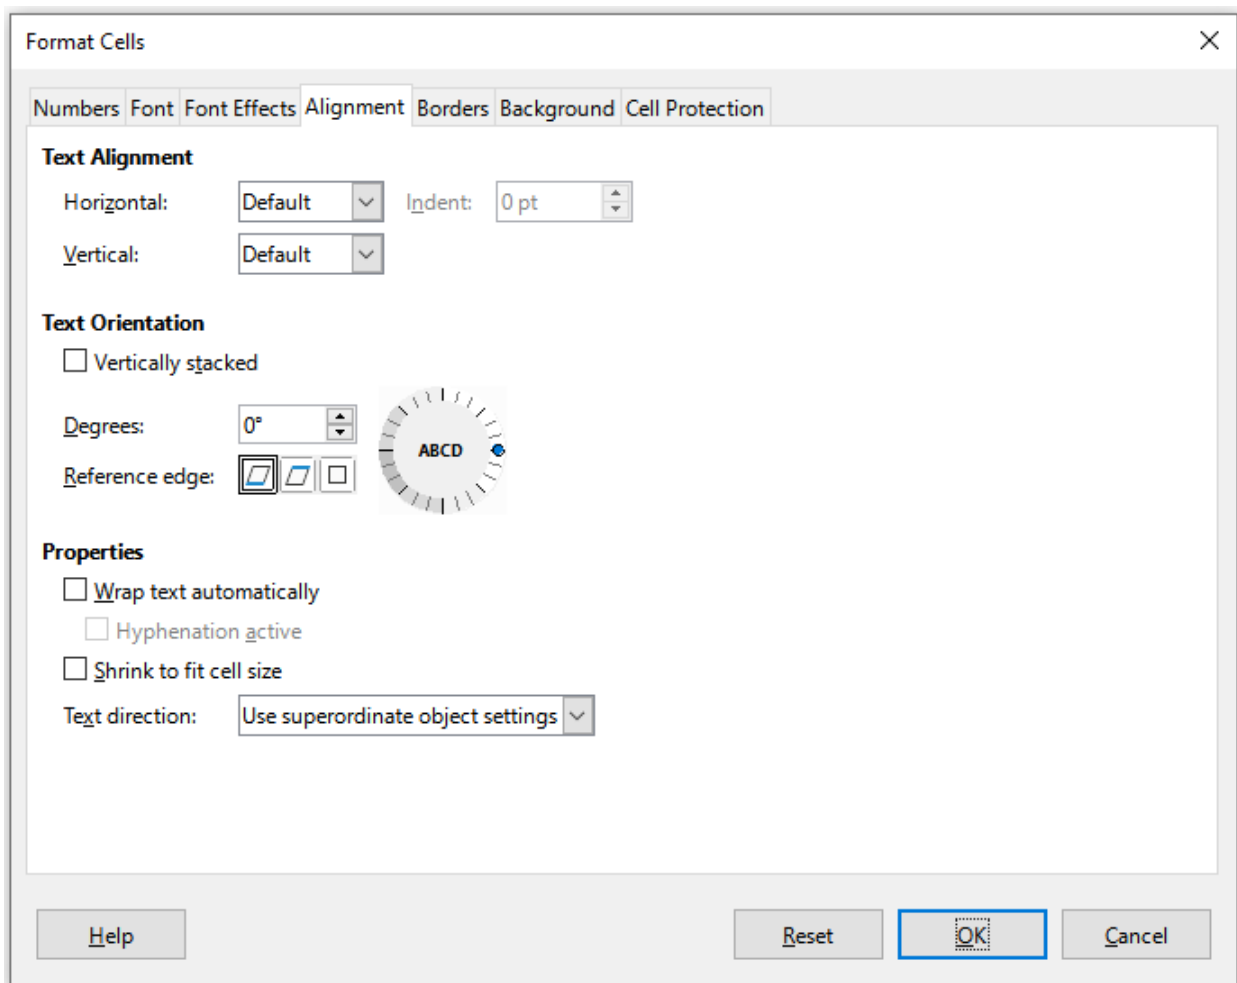 Format Cells
Numbers Font Font Effects Alignment Borders Background Cell Protection
Text Alignment
Horizontal: Default Indent: 0 pt
Vertical: Default
Text Orientation
Vertically stacked
Degrees: 0° ABCD
Reference edge:
Properties
Wrap text automatically
Hyphenation active
Shrink to fit cell size
Text direction: Use superordinate object settings
Help Reset OK Cancel